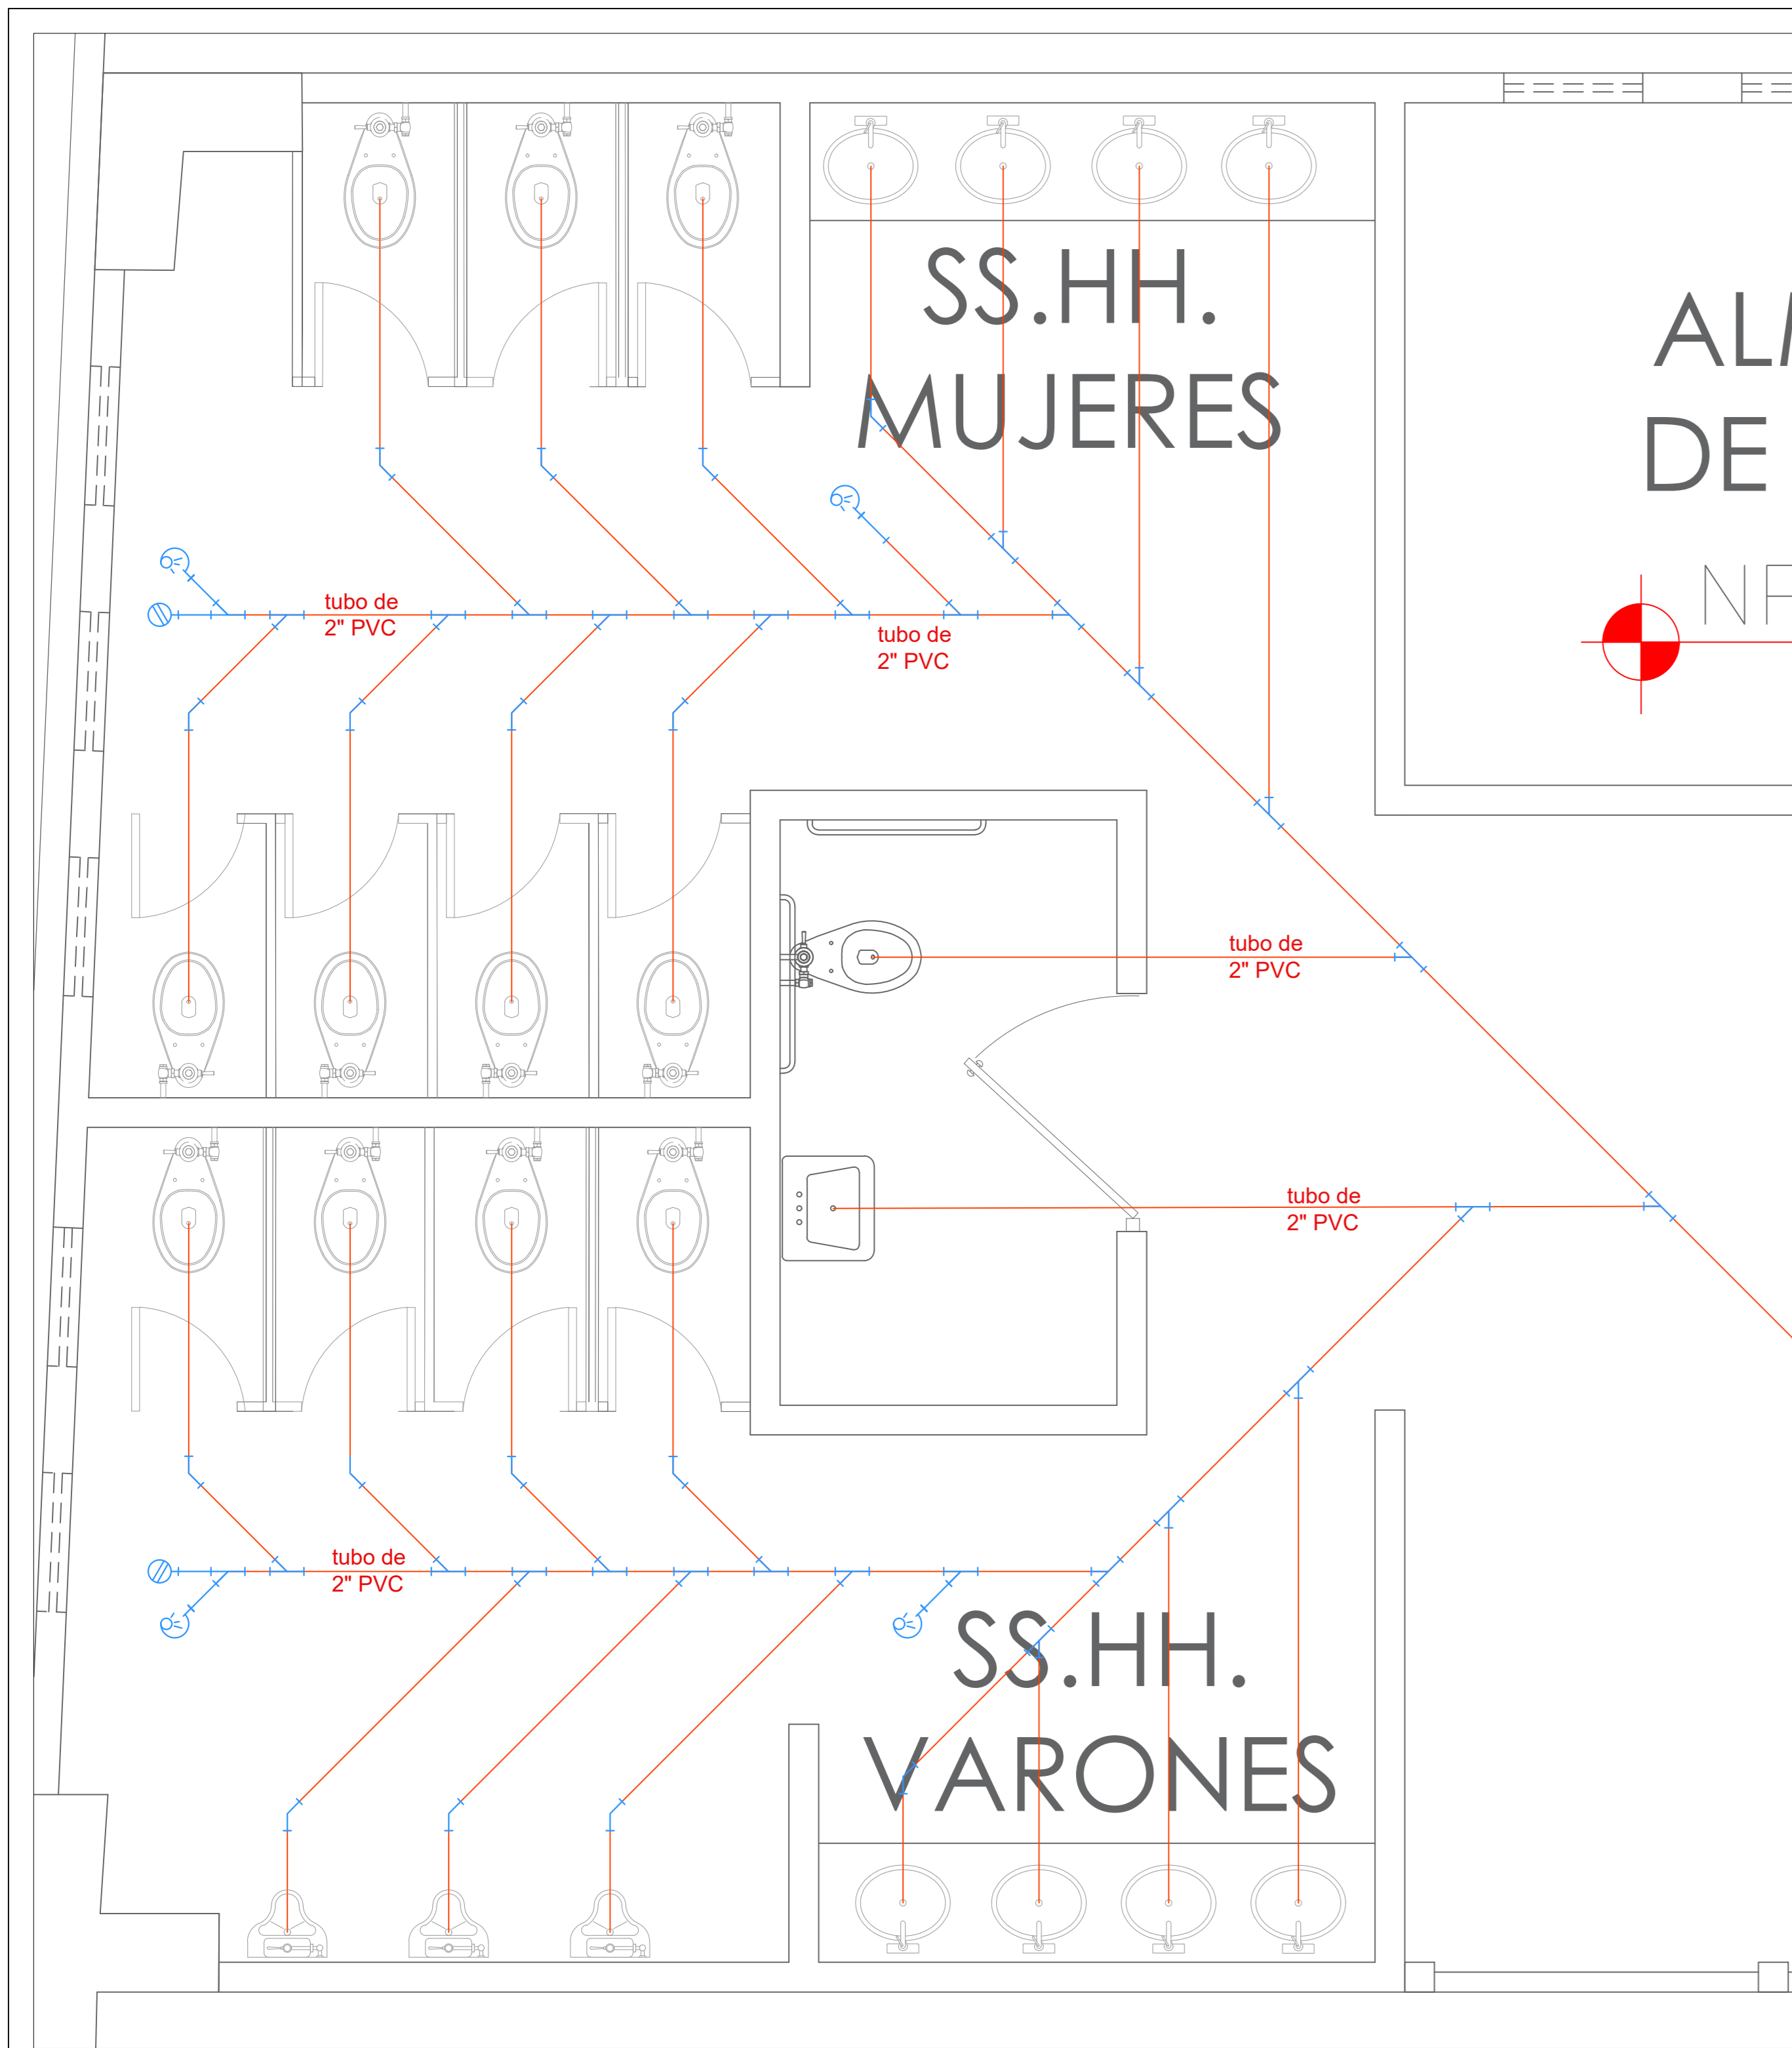 SS.HH.
MUJERES
tubo de
2" PVC
tubo de
2" PVC
DE
tubo de
2" PVC
tubo de
2" PVC
tubo de
2" PVC
SS.HH.
VARONES